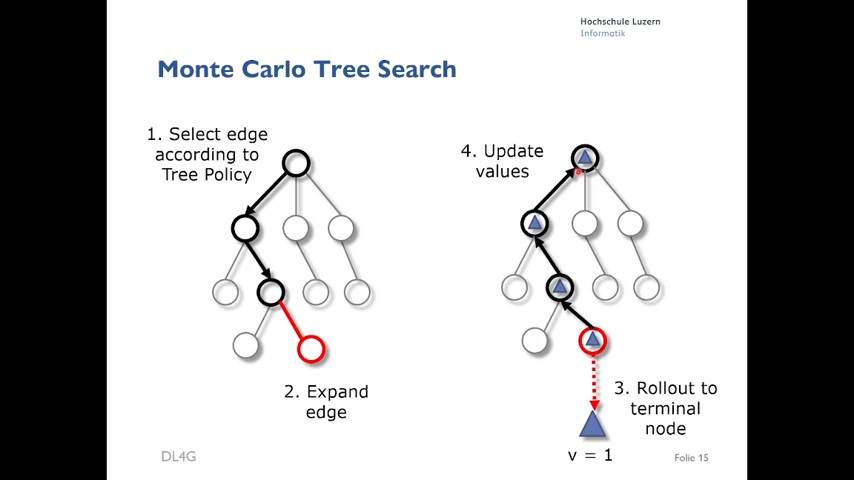 Hochschule Luzern
Informatik
Monte Carlo Tree Search
1. Select edge
according to
Tree Policy
2. Expand
edge
4. Update
values
3. Rollout to
terminal
node
v = 1
DL4G
Folie 15